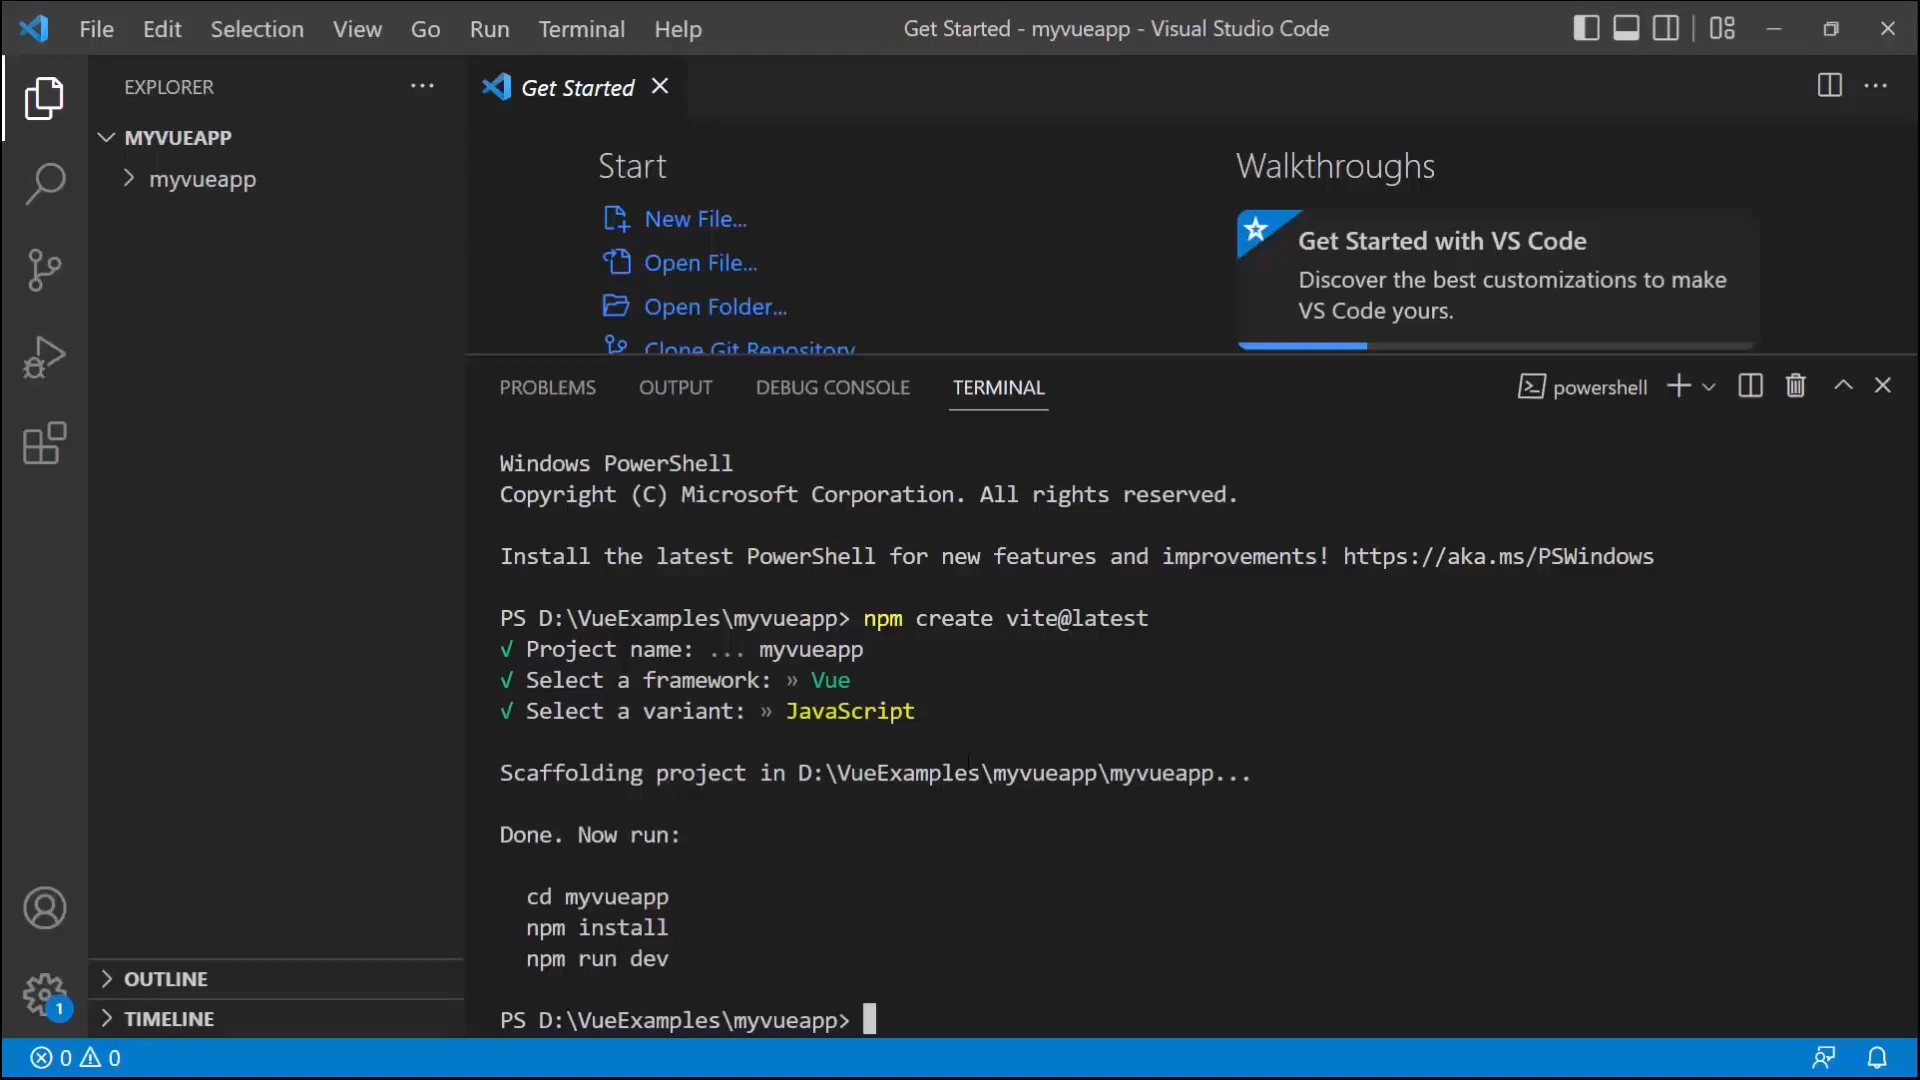 File Edit Selection View Go Run Terminal Help
Get Started - myvueapp - Visual Studio Code
EXPLORER
MYVUEAPP
myvueapp
OUTLINE
TIMELINE
Get Started
Start
New File...
Open File...
Open Folder...
Clone Git Repository
Walkthroughs
Get Started with VS Code
Discover the best customizations to make
VS Code yours.
PROBLEMS OUTPUT DEBUG CONSOLE TERMINAL
powershell
Windows PowerShell
Copyright (C) Microsoft Corporation. All rights reserved.
Install the latest PowerShell for new features and improvements! https://aka.ms/PSWindows
PS D:\VueExamples\myvueapp> npm create vite@latest
√ Project name: ... myvueapp
√ Select a framework: » Vue
√ Select a variant: » JavaScript
Scaffolding project in D:\VueExamples\myvueapp\myvueapp...
Done. Now run:
cd myvueapp
npm install
npm run dev
PS D:\VueExamples\myvueapp>
1
0 0